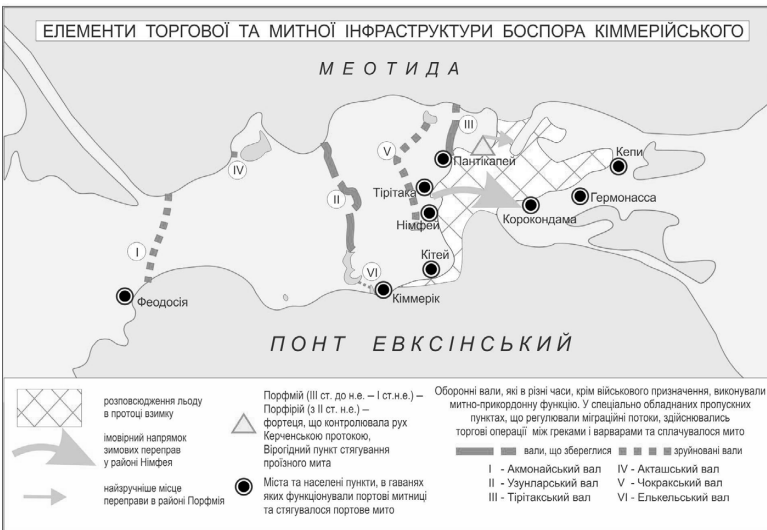 ЕЛЕМЕНТИ ТОРГОВОЇ ТА МИТНОЇ ІНФРАСТРУКТУРИ БОСПОРА КІММЕРІЙСЬКОГО
МЕОТИДА
III
IV
V
Пантікапей
Кепи
Тірітака
II
Гермонасса
Німфей
Корокондама
I
Кітей
VI
Феодосія
Кіммерік
ПОНТ ЕВКСІНСЬКИЙ
розповсюдження льоду
в протоці взимку
імовірний напрямок
зимових переправ
у районі Німфея
найзручніше місце
переправи в районі Порфмія
Порфмій (III ст. до н.е. – I ст.н.е.) –
Порфірій (з II ст. н.е.) –
фортеця, що контролювала рух
Керченською протокою,
Вірогідний пункт стягування
проїзного мита
Міста та населені пункти, в гаванях
яких функціонували портові митниці
та стягувалося портове мито
Оборонні вали, які в різні часи, крім військового призначення, виконували
митно-прикордонну функцію. У спеціально обладнаних пропускних
пунктах, що регулювали міграційні потоки, здійснювались
торгові операції між греками і варварами та сплачувалося мито
вали, що збереглися
зруйновані вали
I - Акмонайський вал
II - Узунларський вал
III - Тірітакський вал
IV - Акташський вал
V - Чокракський вал
VI - Елькельський вал